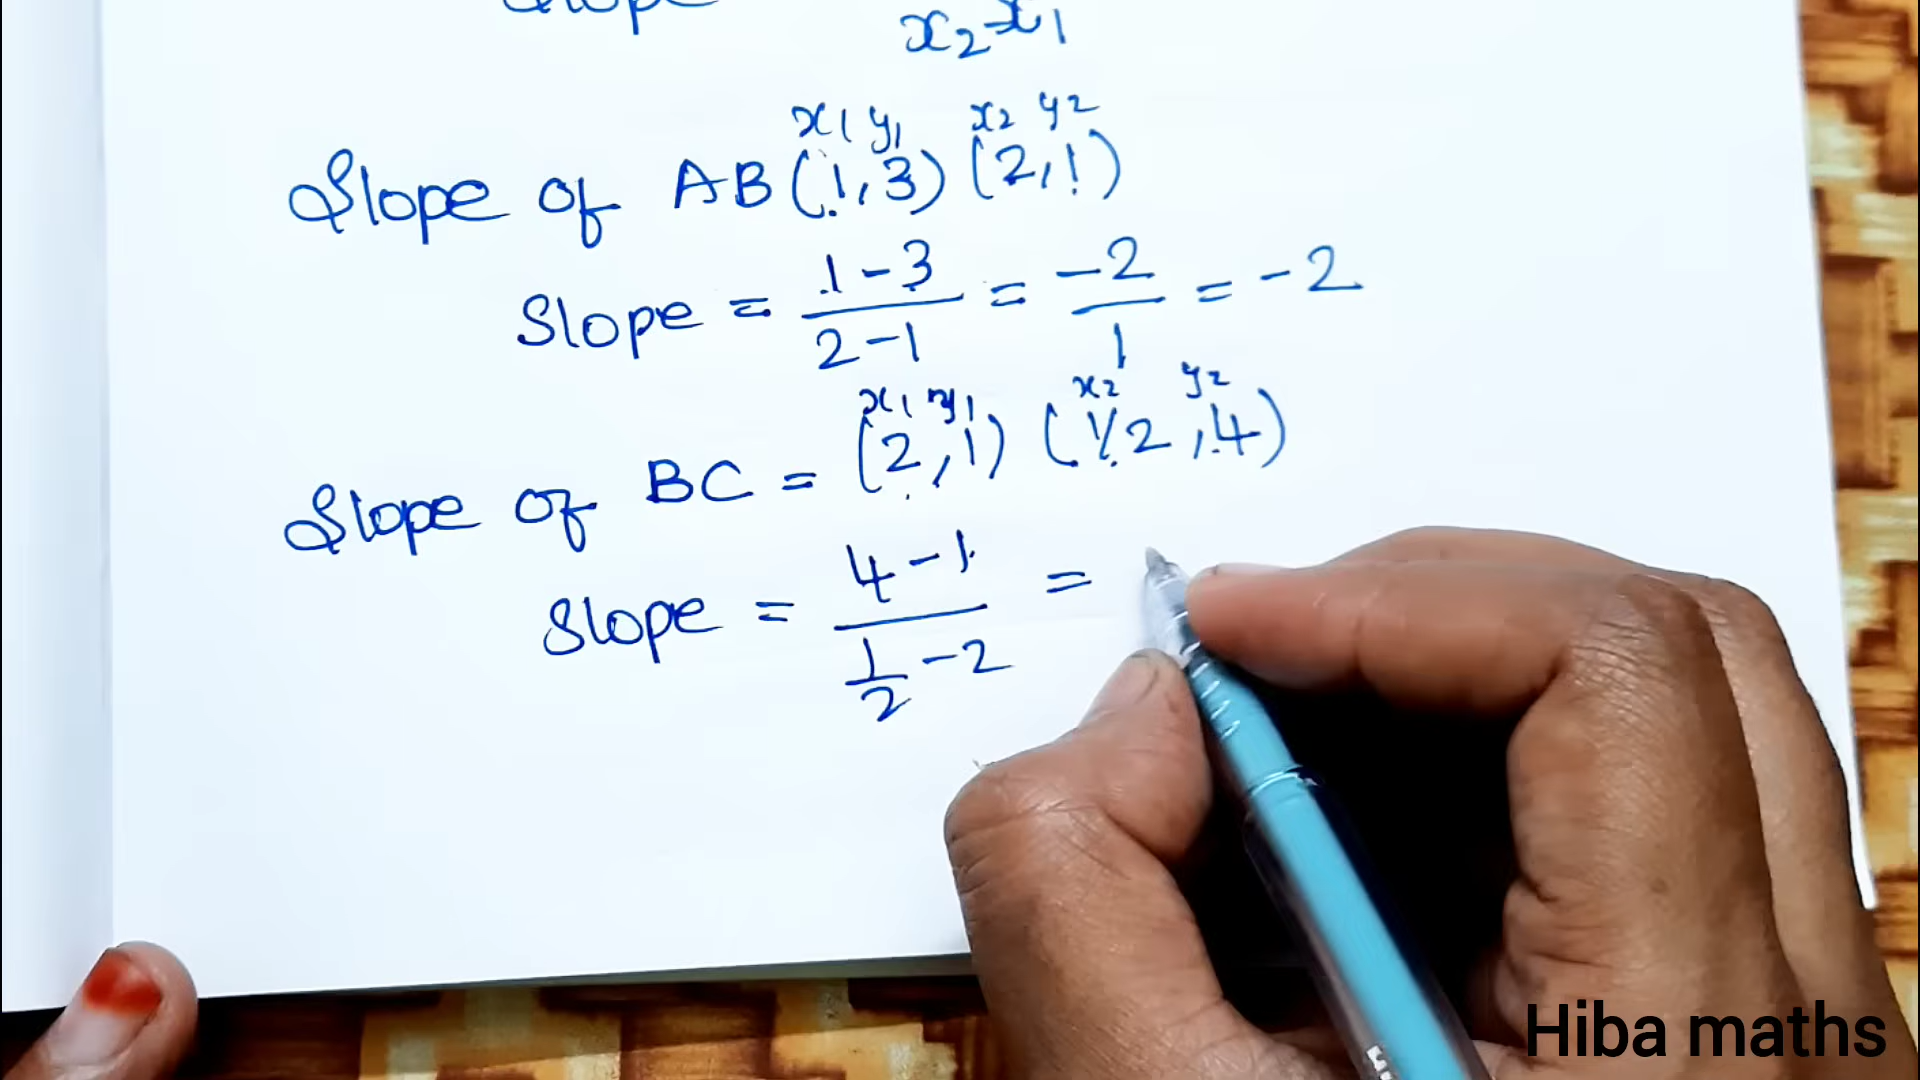 Slope
x₂-x₁
x₁ y₁ x₂ y₂
Slope of AB (1,3) (2,1)
Slope = 1-3/2-1 = -2/1 = -2
x₁ y₁ x₂ y₂
Slope of BC = (2,1) (1/2,4)
Slope = 4-1/1/2-2 =
Hiba maths